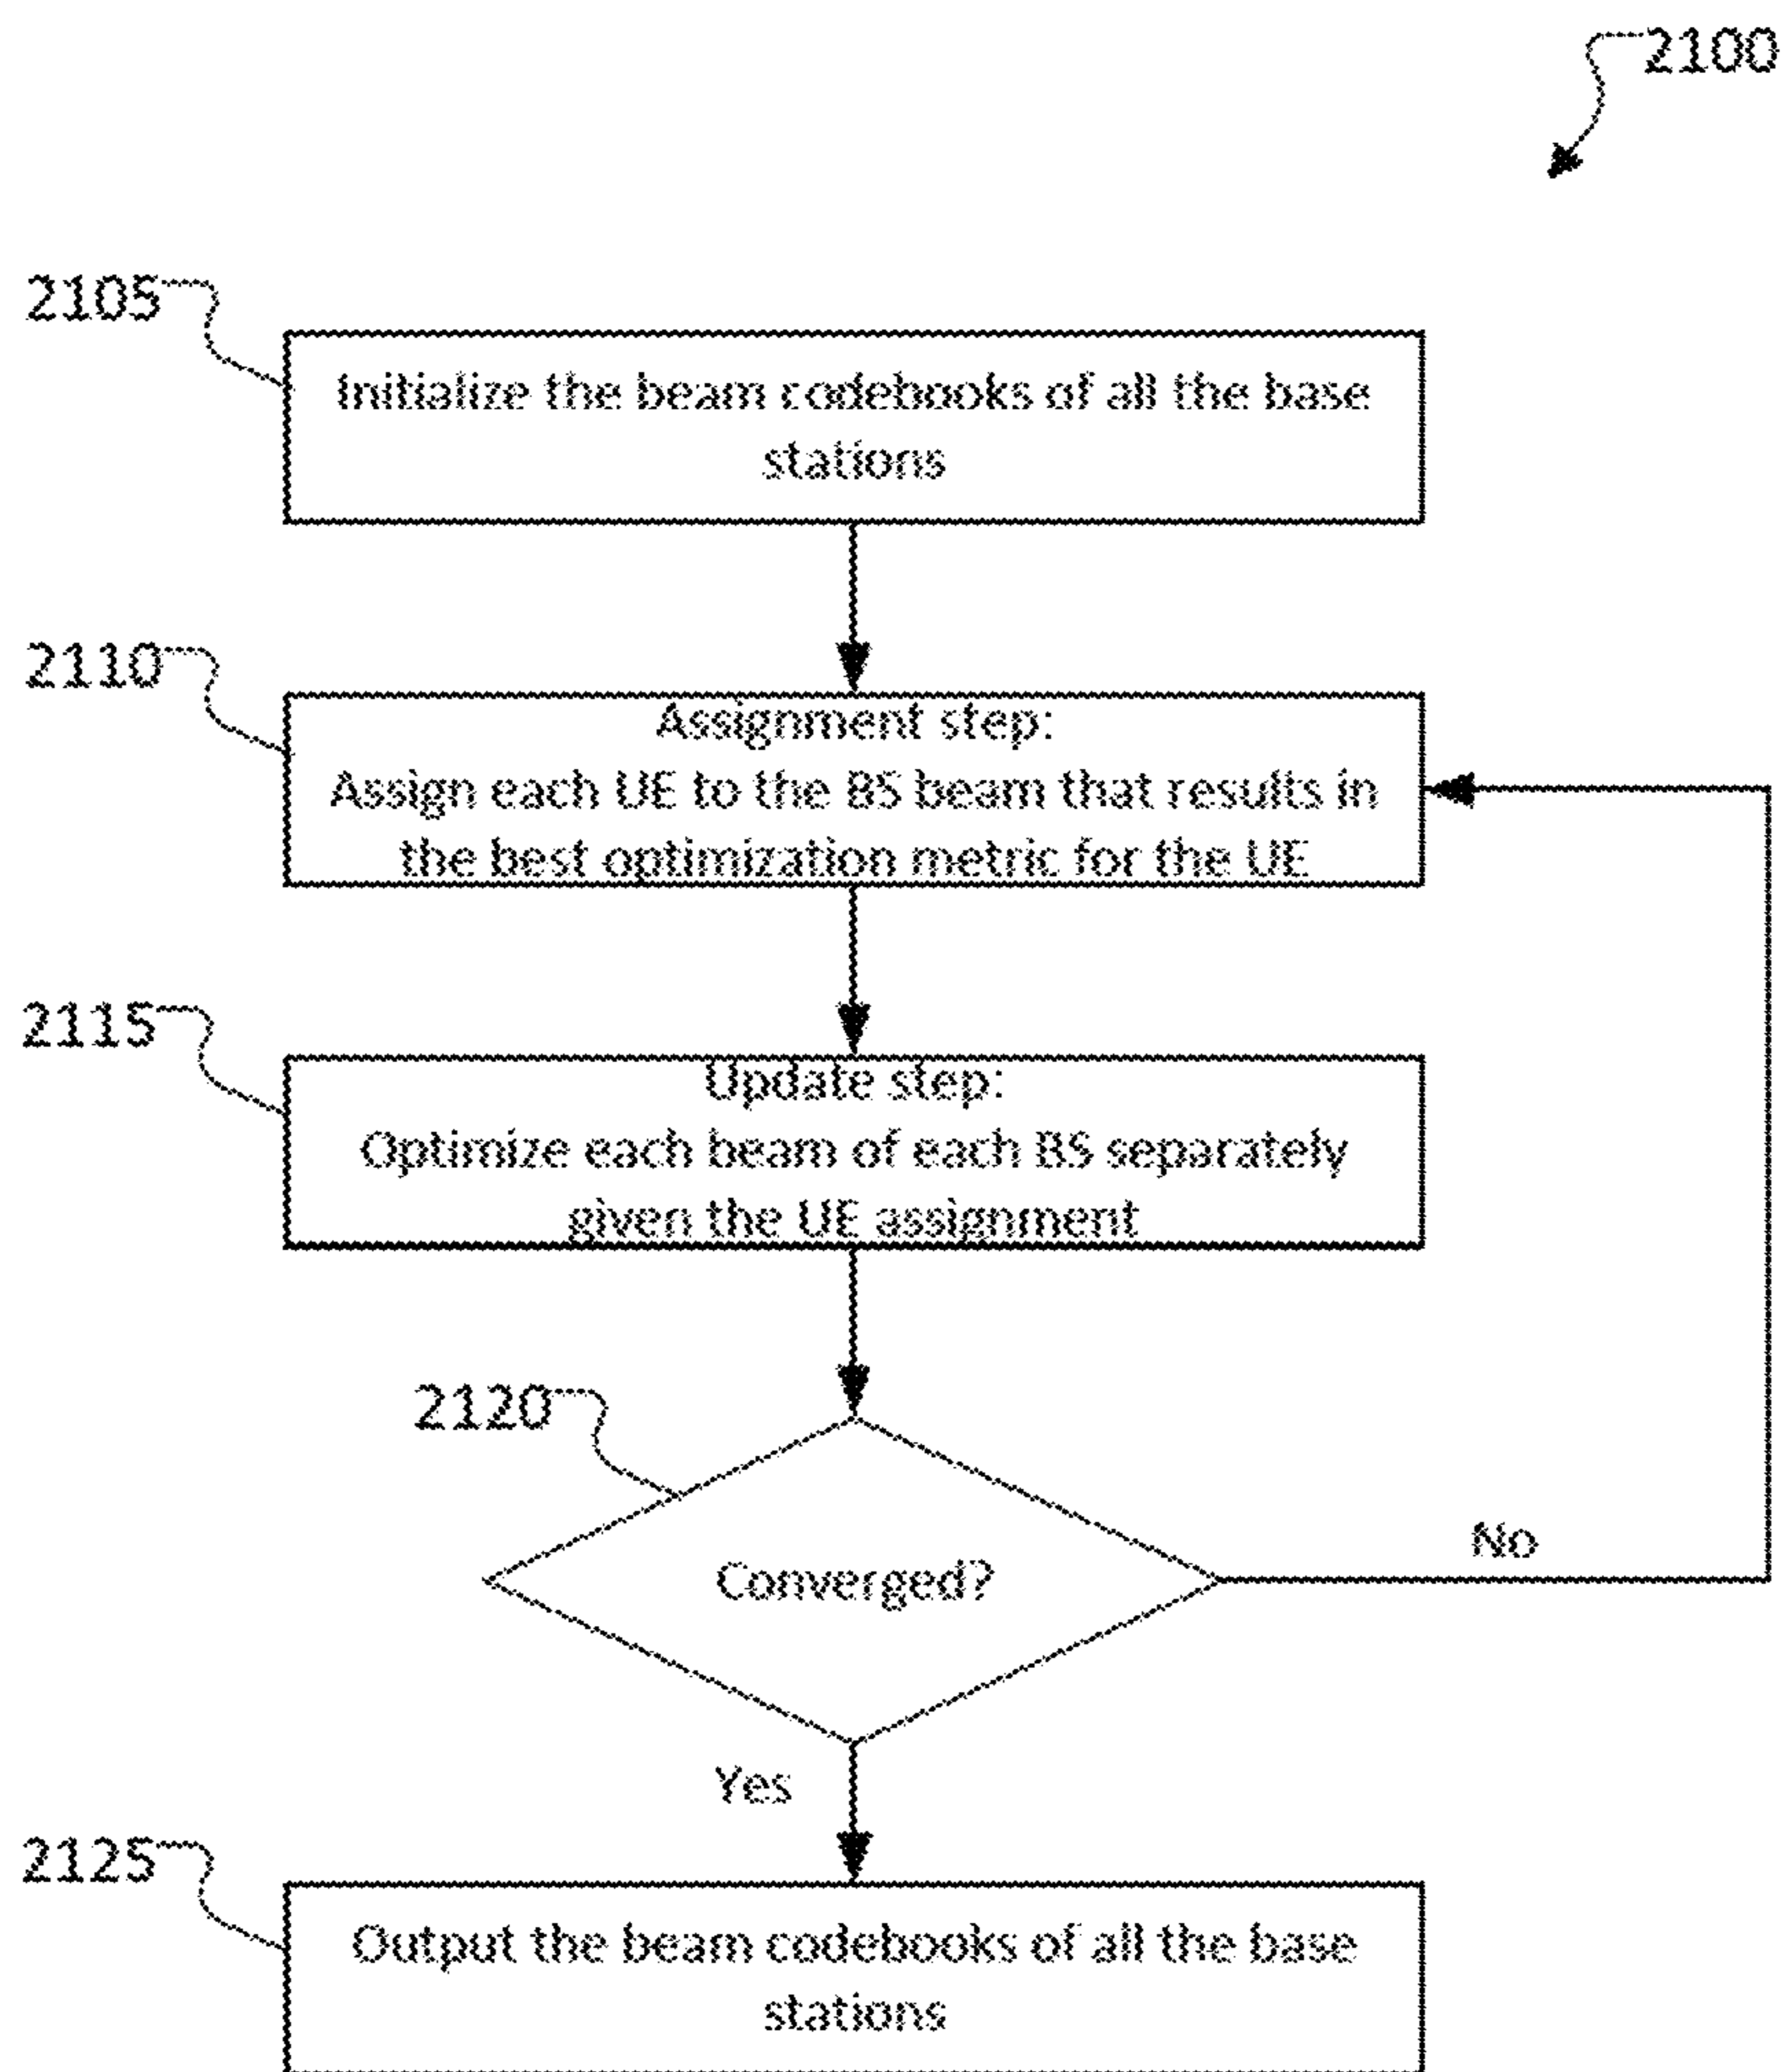 2100
2105
Initialize the beam codebooks of all the base
stations
2110
Assignment step:
Assign each UE to the BS beam that results in
the best optimization metric for the UE
2115
Update step:
Optimize each beam of each BS separately
given the UE assignment
2120
Converged?
No
Yes
2125
Output the beam codebooks of all the base
stations